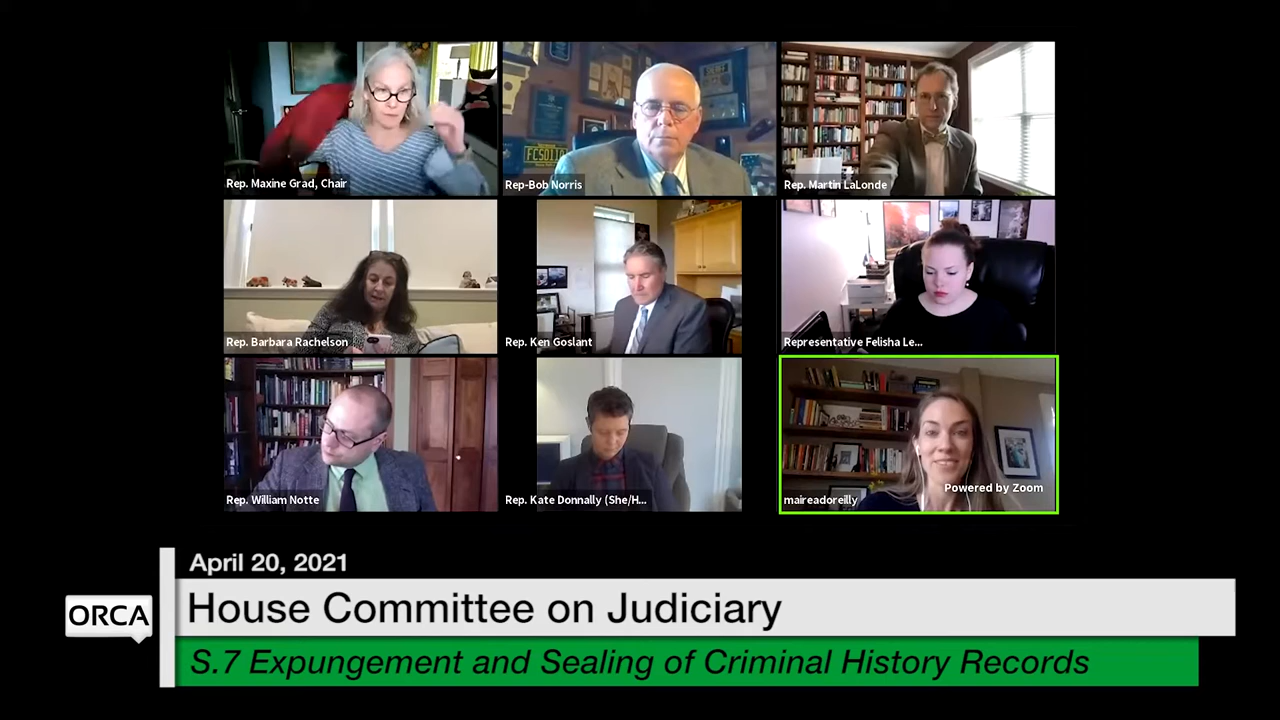 Rep. Maxine Grad, Chair
Rep-Bob Norris
Rep. Martin LaLonde
Rep. Barbara Rachelson
Rep. Ken Goslant
Representative Felisha Le...
Rep. William Notte
Rep. Kate Donnally (She/H...
maireadoreilly
Powered by Zoom
April 20, 2021
ORCA
House Committee on Judiciary
S.7 Expungement and Sealing of Criminal History Records